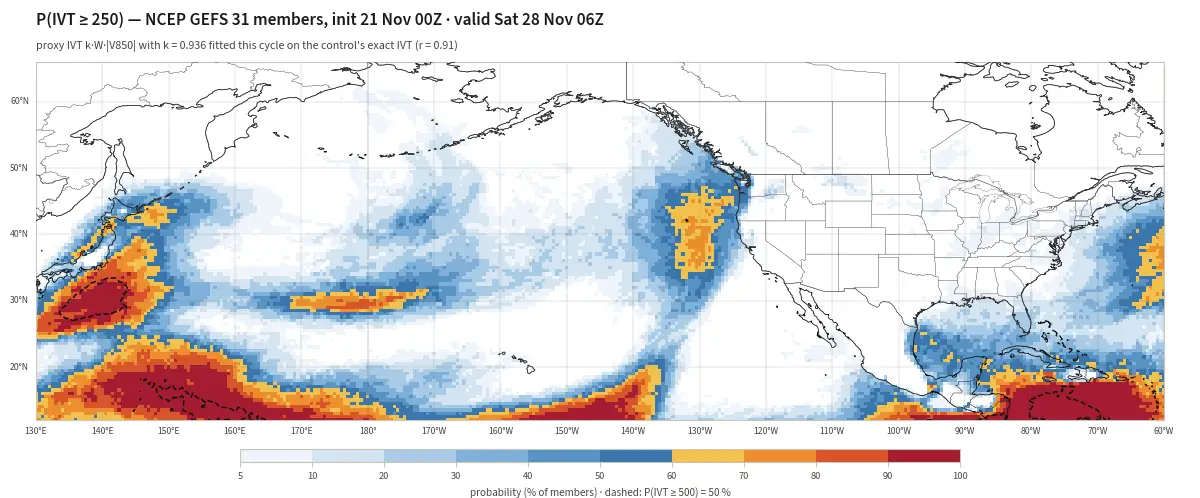 P(IVT ≥ 250) — NCEP GEFS 31 members, init 21 Nov 00Z · valid Sat 28 Nov 06Z
proxy IVT k·W·|V850| with k = 0.936 fitted this cycle on the control's exact IVT (r = 0.91)
60°N
50°N
40°N
30°N
20°N
130°E 140°E 150°E 160°E 170°E 180° 170°W 160°W 150°W 140°W 130°W 120°W 110°W 100°W 90°W 80°W 70°W 60°W
5 10 20 30 40 50 60 70 80 90 100
probability (% of members) · dashed: P(IVT ≥ 500) = 50 %